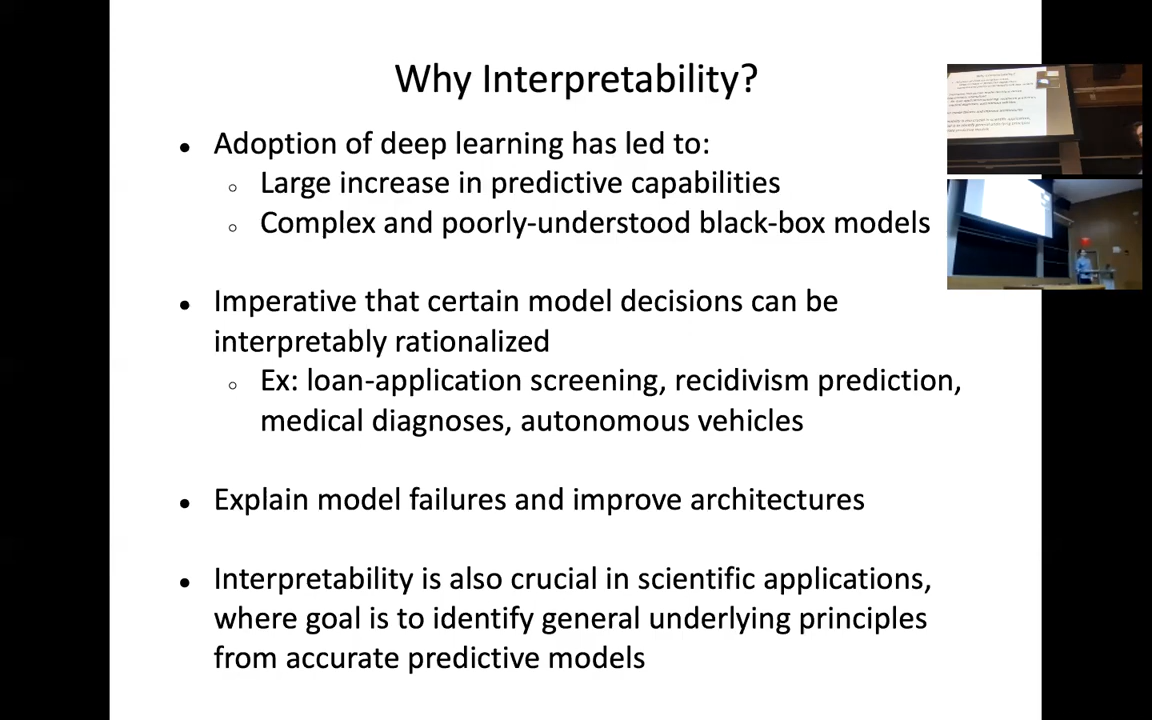 Why Interpretability?
● Adoption of deep learning has led to:
○ Large increase in predictive capabilities
○ Complex and poorly-understood black-box models
● Imperative that certain model decisions can be
interpretably rationalized
○ Ex: loan-application screening, recidivism prediction,
medical diagnoses, autonomous vehicles
● Explain model failures and improve architectures
● Interpretability is also crucial in scientific applications,
where goal is to identify general underlying principles
from accurate predictive models